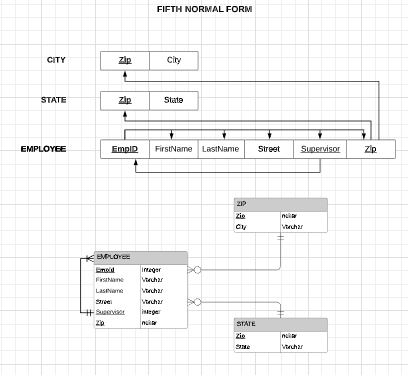 FIFTH NORMAL FORM
CITY Zip City
STATE Zip State
EMPLOYEE EmpID FirstName LastName Street Supervisor Zip
ZIP
Zip nchar
City Varchar
EMPLOYEE
EmpId Integer
FirstName Varchar
LastName Varchar
Street Varchar
Supervisor integer
Zip nchar
STATE
Zip nchar
State Varchar